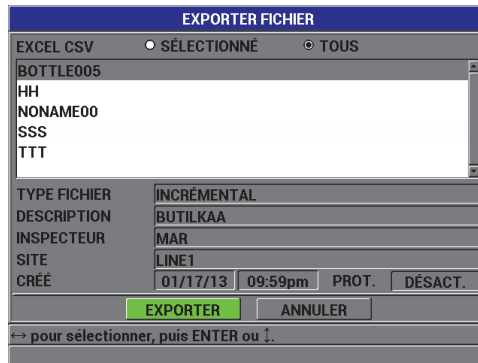 EXPORTER FICHIER
EXCEL CSV SÉLECTIONNÉ TOUS
BOTTLE005
HH
NONAME00
SSS
TTT
TYPE FICHIER INCRÉMENTAL
DESCRIPTION BUTILKAA
INSPECTEUR MAR
SITE LINE1
CRÉÉ 01/17/13 09:59pm PROT. DÉSACT.
EXPORTER ANNULER
↔ pour sélectionner, puis ENTER ou ↕.